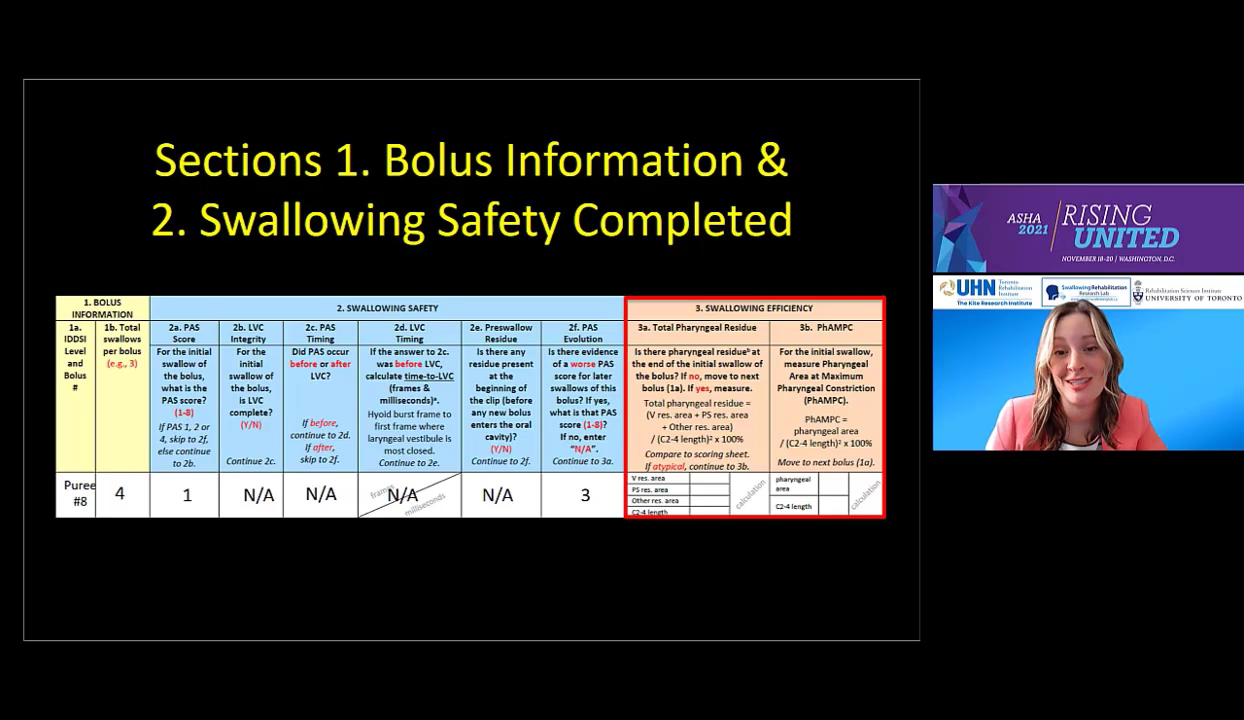 Sections 1. Bolus Information &
2. Swallowing Safety Completed
1. BOLUS
INFORMATION
2. SWALLOWING SAFETY
3. SWALLOWING EFFICIENCY
1a.
IDDSI
Level
and
Bolus
#
1b. Total
swallows
per bolus
(e.g., 3)
2a. PAS
Score
For the initial
swallow of
the bolus,
what is the
PAS score?
(1-8)
If PAS 1, 2 or
4, skip to 2f,
else continue
to 2b.
2b. LVC
Integrity
For the
initial
swallow of
the bolus,
is LVC
complete?
(Y/N)
Continue 2c.
2c. PAS
Timing
Did PAS occur
before or after
LVC?
If before,
continue to 2d.
If after,
skip to 2f.
2d. LVC
Timing
If the answer to 2c.
was before LVC,
calculate time-to-LVC
(frames &
milliseconds)ª.
Hyoid burst frame to
first frame where
laryngeal vestibule is
most closed.
Continue to 2e.
2e. Preswallow
Residue
Is there any
residue present
at the
beginning of
the clip (before
any new bolus
enters the oral
cavity)?
(Y/N)
Continue to 2f.
2f. PAS
Evolution
Is there evidence
of a worse PAS
score for later
swallows of this
bolus? If yes,
what is that PAS
score (1-8)?
If no, enter
"N/A".
Continue to 3a.
3a. Total Pharyngeal Residue
Is there pharyngeal residueᵇ at
the end of the initial swallow of
the bolus? If no, move to next
bolus (1a). If yes, measure.
Total pharyngeal residue =
(V res. area + PS res. area
+ Other res. area)
/ (C2-4 length)² x 100%
Compare to scoring sheet.
If atypical, continue to 3b.
3b. PhAMPC
For the initial swallow,
measure Pharyngeal
Area at Maximum
Pharyngeal Constriction
(PhAMPC).
PhAMPC =
pharyngeal area
/ (C2-4 length)² x 100%
Move to next bolus (1a).
Puree
#8
4
1
N/A
N/A
frames
N/A
milliseconds
N/A
3
V res. area
PS res. area
Other res. area
C2-4 length
calculation
pharyngeal
area
C2-4 length
calculation
ASHA
2021
RISING
UNITED
NOVEMBER 18-20 | WASHINGTON, D.C.
UHN
Toronto
Rehabilitation
Institute
The Kite Research Institute
Swallowing Rehabilitation
Research Lab
Rehabilitation Sciences Institute
UNIVERSITY OF TORONTO